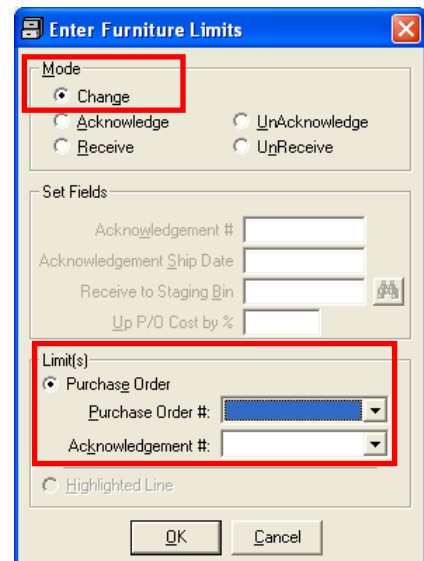 Enter Furniture Limits
Mode
Change
Acknowledge UnAcknowledge
Receive UnReceive
Set Fields
Acknowledgement #
Acknowledgement Ship Date
Receive to Staging Bin
Up P/O Cost by %
Limit(s)
Purchase Order
Purchase Order #:
Acknowledgement #:
Highlighted Line
OK Cancel